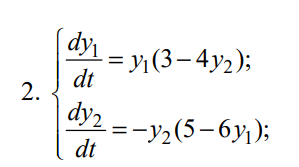 2. { dy₁/dt = y₁(3−4y₂);
dy₂/dt = −y₂(5−6y₁);